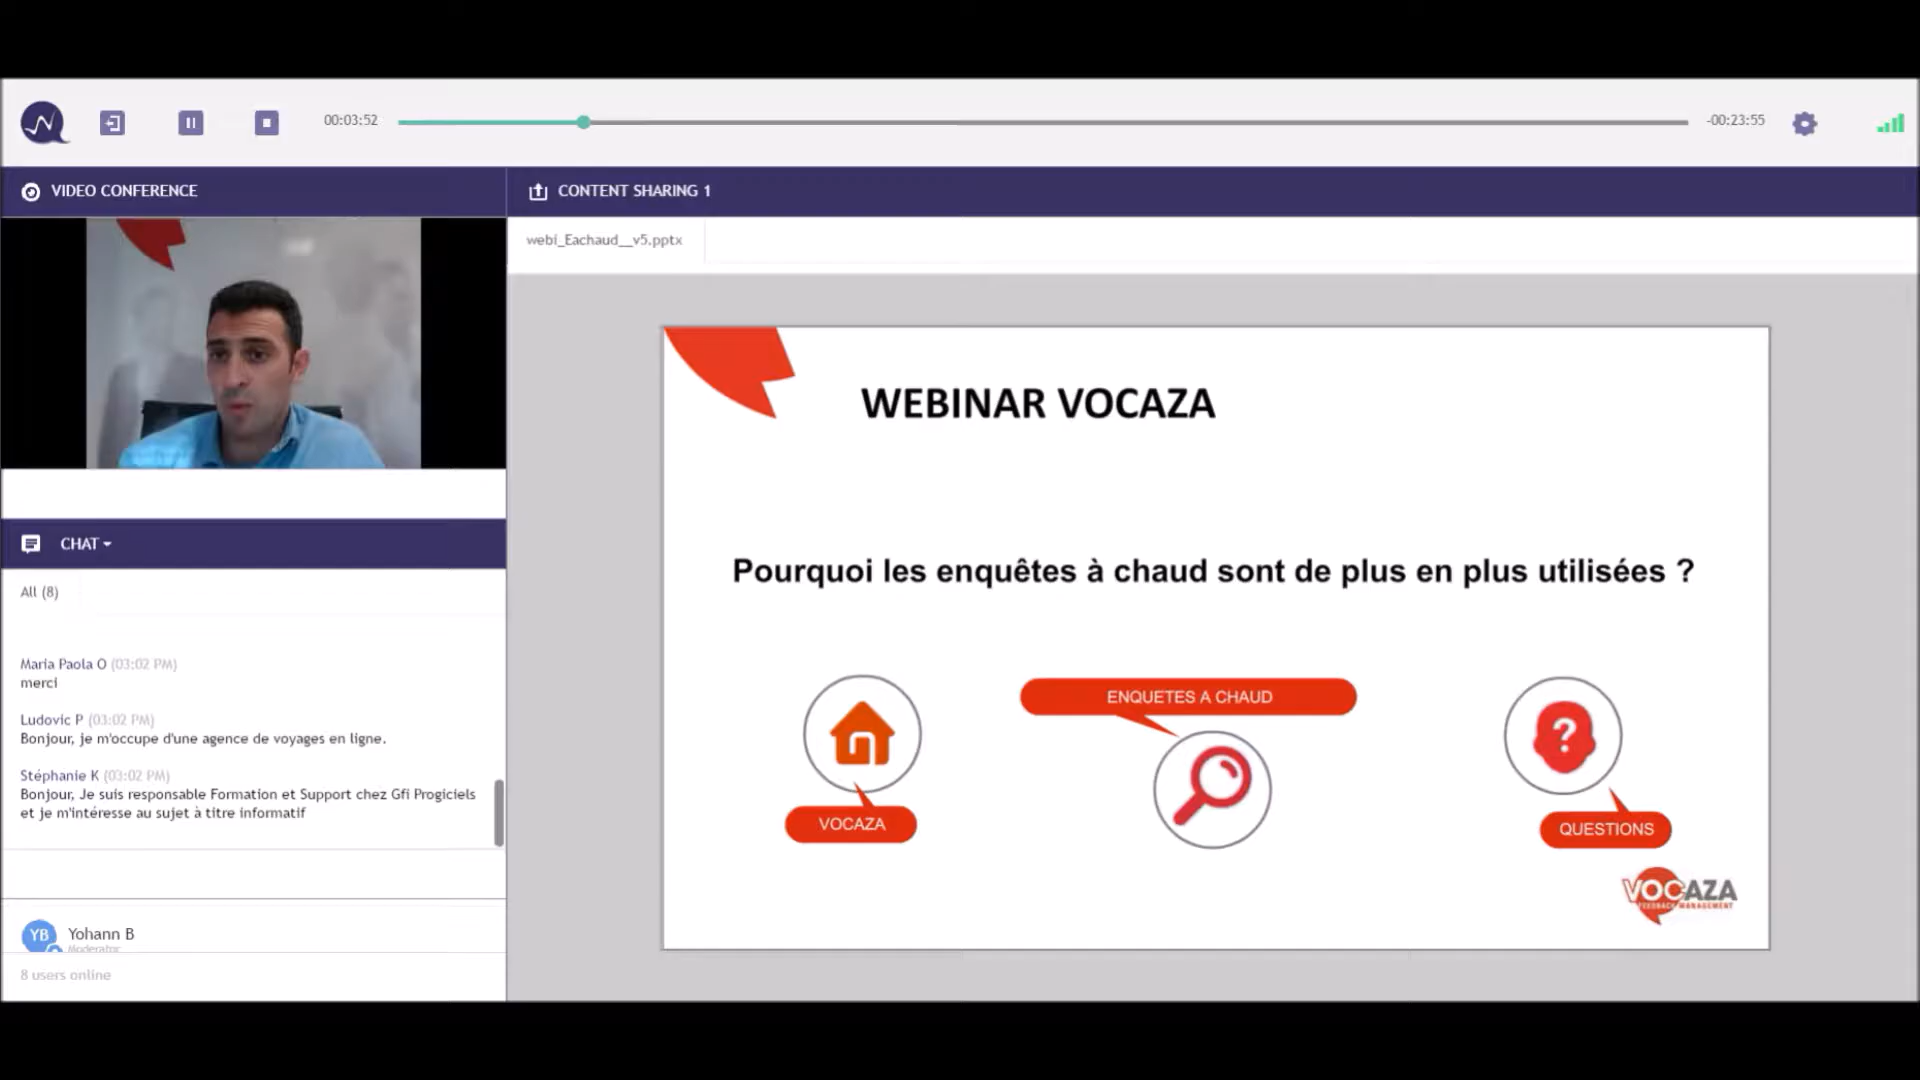 00:03:52
-00:23:55
VIDEO CONFERENCE
CONTENT SHARING 1
webi_Eachaud__v5.pptx
WEBINAR VOCAZA
Pourquoi les enquêtes à chaud sont de plus en plus utilisées ?
ENQUETES A CHAUD
VOCAZA
QUESTIONS
VOCAZA
FEEDBACK MANAGEMENT
CHAT
All (8)
Maria Paola O (03:02 PM)
merci
Ludovic P (03:02 PM)
Bonjour, je m'occupe d'une agence de voyages en ligne.
Stéphanie K (03:02 PM)
Bonjour, Je suis responsable Formation et Support chez Gfi Progiciels
et je m'intéresse au sujet à titre informatif
YB
Yohann B
Moderator
8 users online